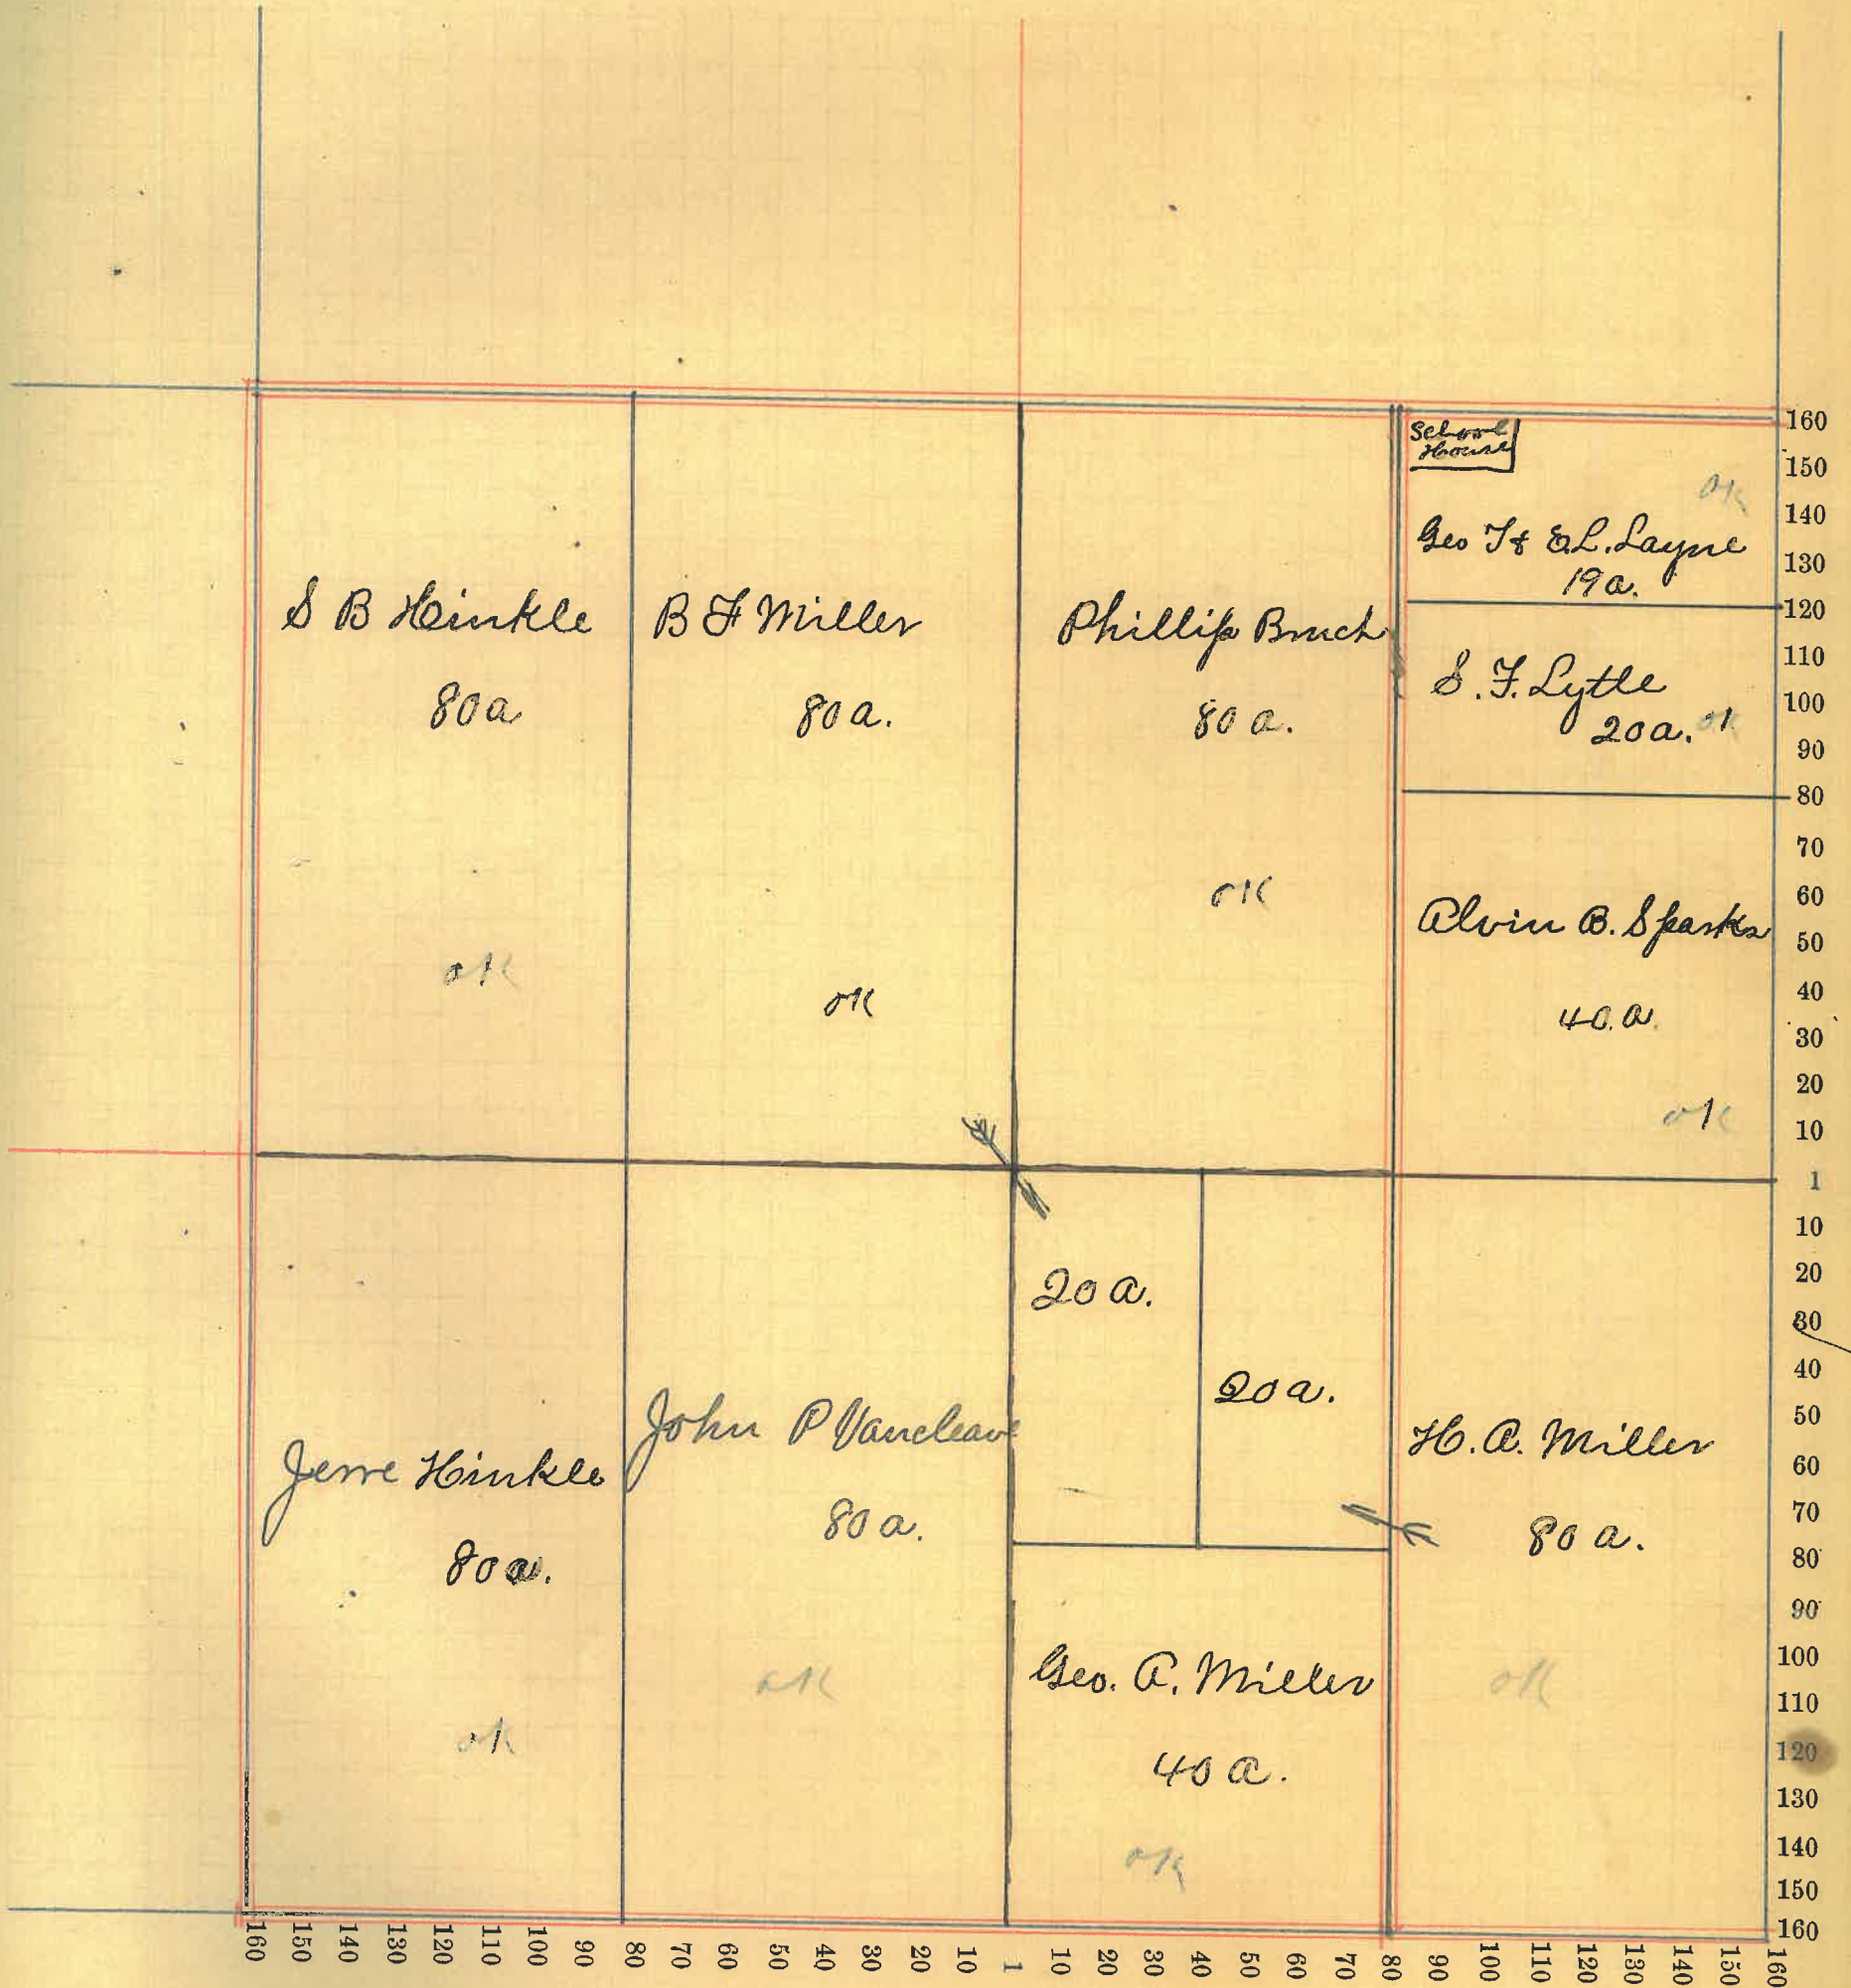 School
House
OK
Geo T & E.L. Layne
19a.
S B Hinkle
80a
OK
B F Miller
80a.
OK
Phillip Bruch
80 a.
OK
S. F. Lytle
20a. OK
Alvin B. Sparks
40.a.
OK
Jerre Hinkle
80a.
OK
John P Vancleave
80 a.
OK
20 a.
20 a.
Geo. A. Miller
40 a.
OK
H. A. Miller
80 a.
OK
160
150
140
130
120
110
100
90
80
70
60
50
40
30
20
10
1
10
20
30
40
50
60
70
80
90
100
110
120
130
140
150
160
160 150 140 130 120 110 100 90 80 70 60 50 40 30 20 10 1 10 20 30 40 50 60 70 80 90 100 110 120 130 140 150 160